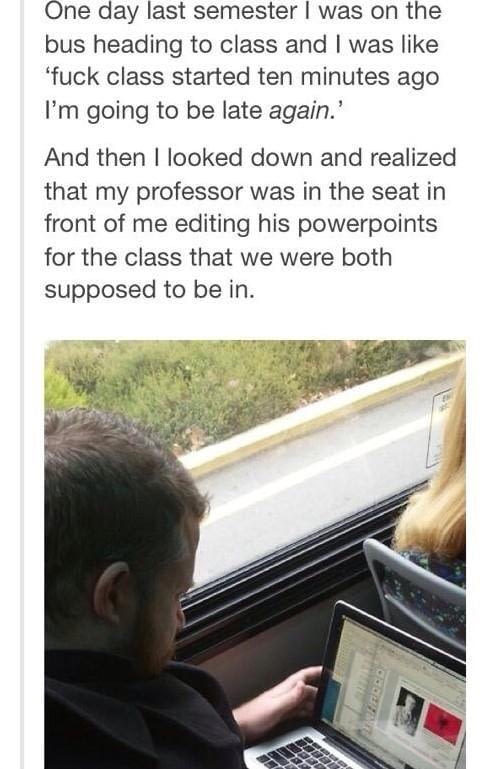 One day last semester I was on the
bus heading to class and I was like
‘fuck class started ten minutes ago
I’m going to be late again.’
And then I looked down and realized
that my professor was in the seat in
front of me editing his powerpoints
for the class that we were both
supposed to be in.